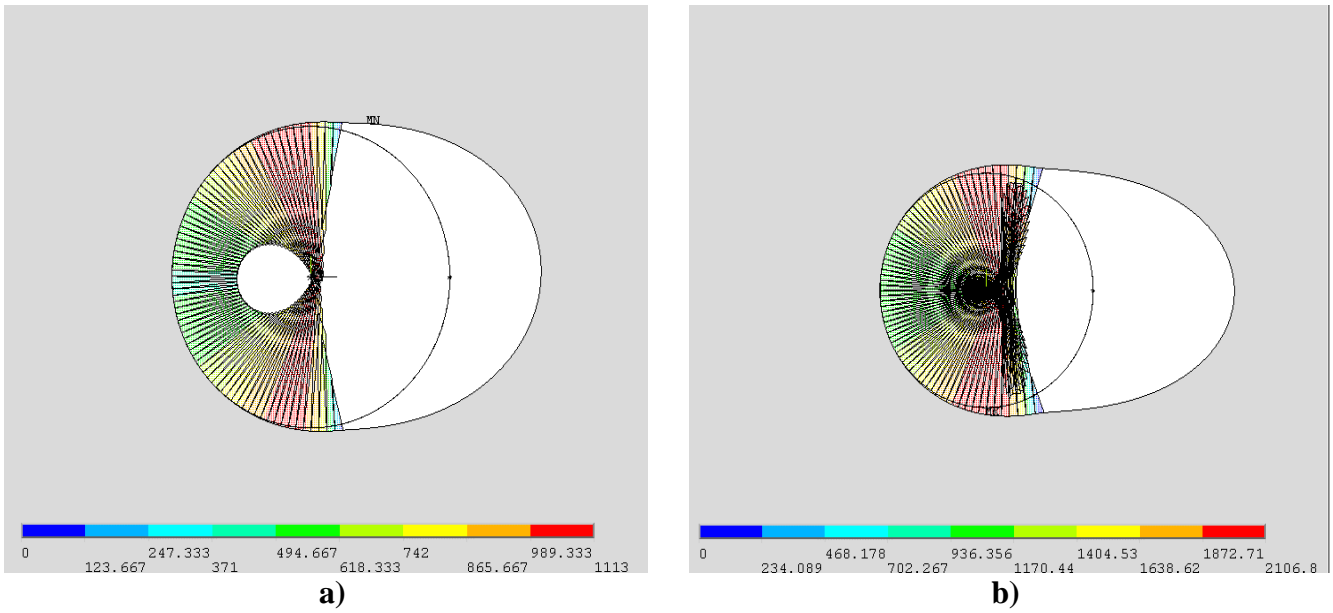 MN
0 247.333 494.667 742 989.333
123.667 371 618.333 865.667 1113
a)
0 468.178 936.356 1404.53 1872.71
234.089 702.267 1170.44 1638.62 2106.8
b)